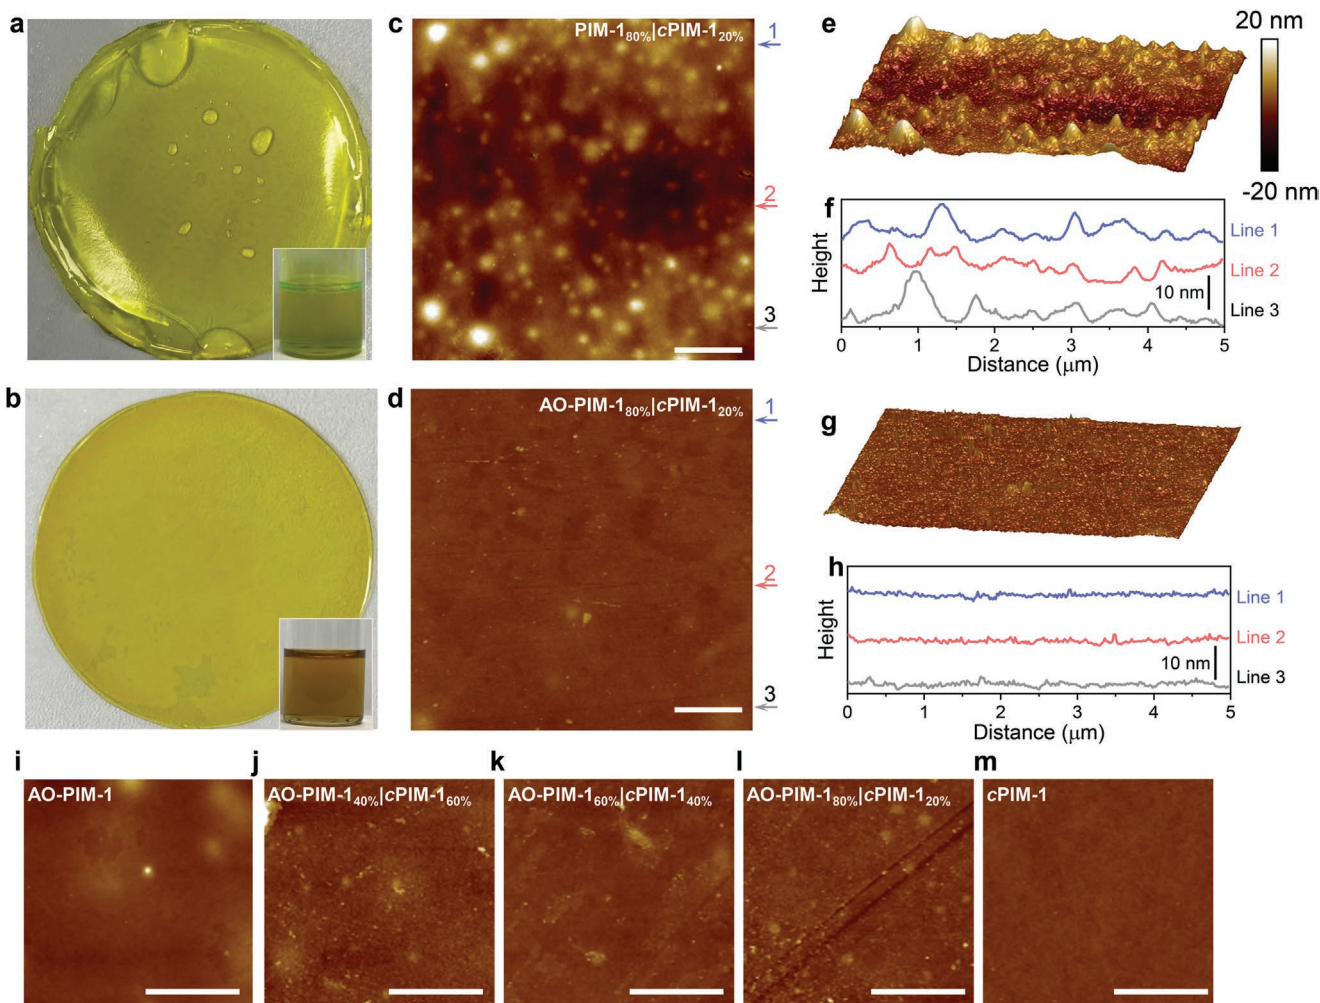 a
c
PIM-1₈₀%|cPIM-1₂₀%
1
2
3
e
20 nm
-20 nm
f
Height
Line 1
Line 2
Line 3
10 nm
0 1 2 3 4 5
Distance (μm)
b
d
AO-PIM-1₈₀%|cPIM-1₂₀%
1
2
3
g
h
Height
Line 1
Line 2
Line 3
10 nm
0 1 2 3 4 5
Distance (μm)
i
AO-PIM-1
j
AO-PIM-1₄₀%|cPIM-1₆₀%
k
AO-PIM-1₆₀%|cPIM-1₄₀%
l
AO-PIM-1₈₀%|cPIM-1₂₀%
m
cPIM-1